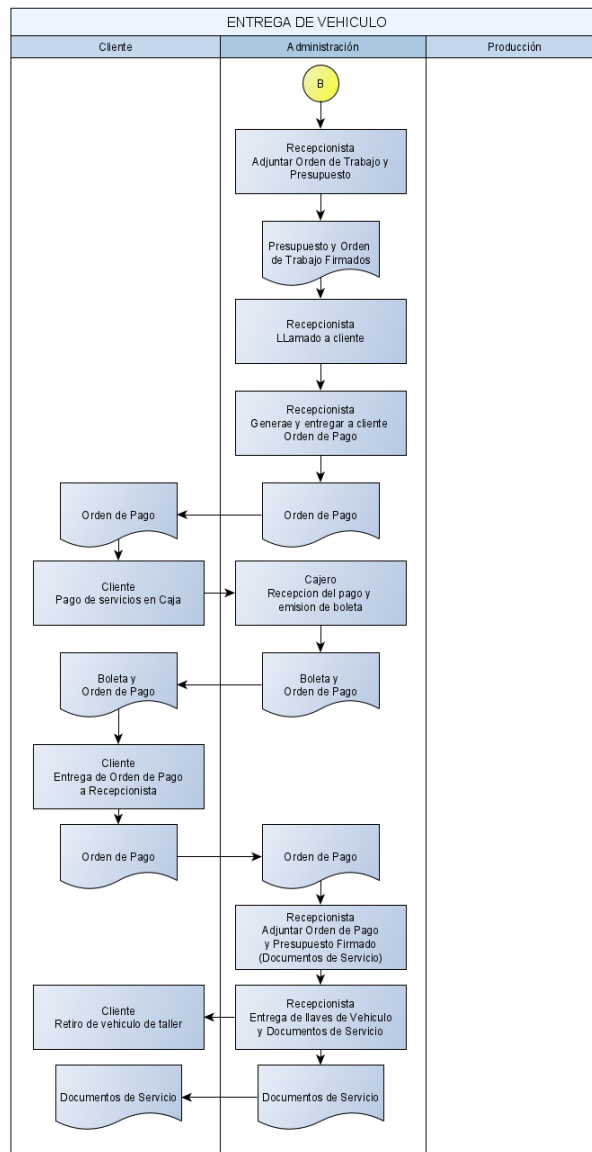 ENTREGA DE VEHICULO
Cliente
Administración
Producción
B
Recepcionista
Adjuntar Orden de Trabajo y
Presupuesto
Presupuesto y Orden
de Trabajo Firmados
Recepcionista
LLamado a cliente
Recepcionista
Generae y entregar a cliente
Orden de Pago
Orden de Pago
Orden de Pago
Cliente
Pago de servicios en Caja
Cajero
Recepcion del pago y
emision de boleta
Boleta y
Orden de Pago
Boleta y
Orden de Pago
Cliente
Entrega de Orden de Pago
a Recepcionista
Orden de Pago
Orden de Pago
Recepcionista
Adjuntar Orden de Pago
y Presupuesto Firmado
(Documentos de Servicio)
Cliente
Retiro de vehiculo de taller
Recepcionista
Entrega de llaves de Vehiculo
y Documentos de Servicio
Documentos de Servicio
Documentos de Servicio